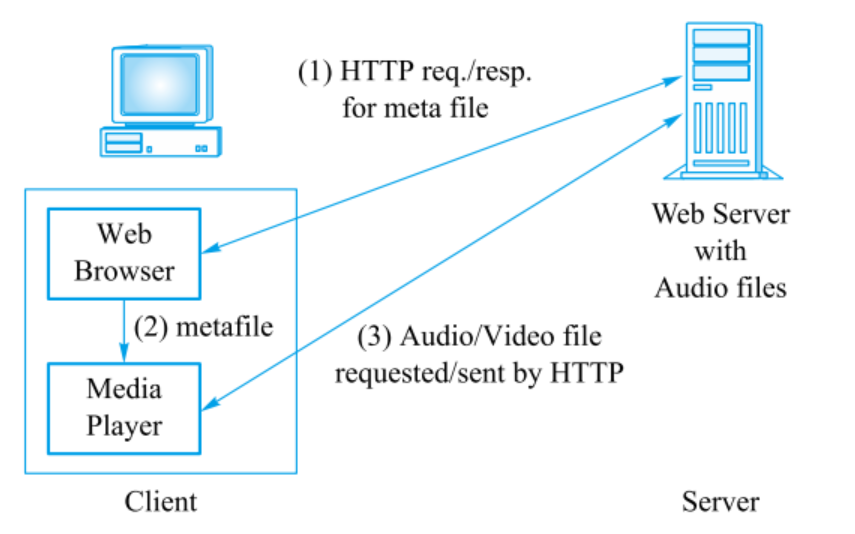 (1) HTTP req./resp.
for meta file
Web
Browser
(2) metafile
Media
Player
(3) Audio/Video file
requested/sent by HTTP
Web Server
with
Audio files
Client
Server